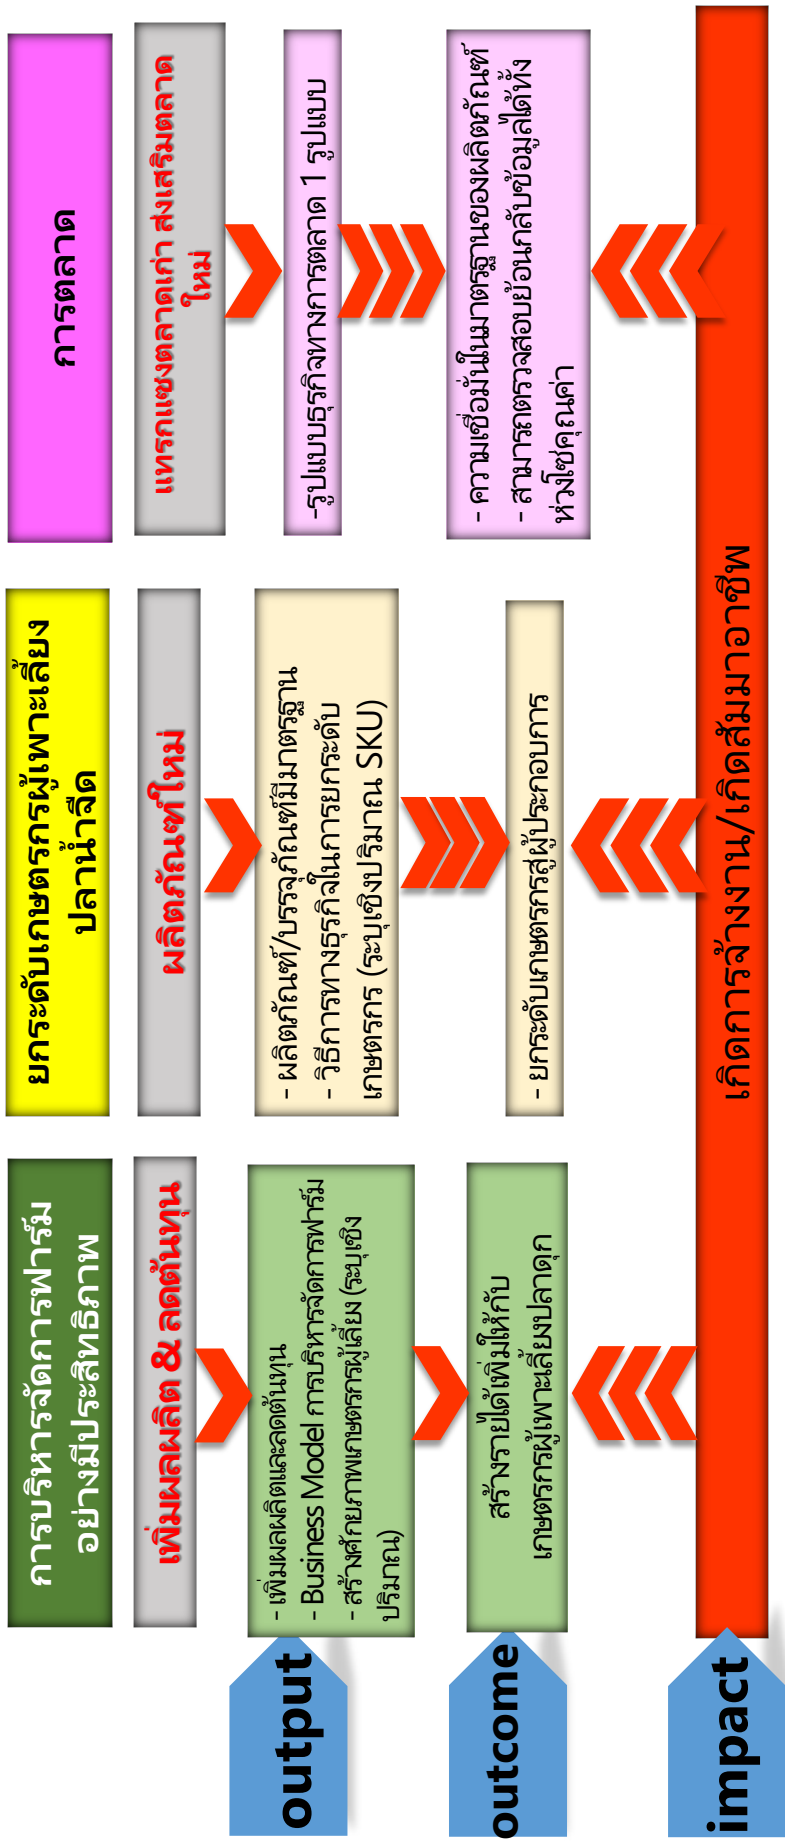 การบริหารจัดการฟาร์ม
อย่างมีประสิทธิภาพ
ยกระดับเกษตรกรผู้เพาะเลี้ยง
ปลาน้ำจืด
การตลาด
เพิ่มผลผลิต & ลดต้นทุน
ผลิตภัณฑ์ใหม่
แทรกแซงตลาดเก่า ส่งเสริมตลาด
ใหม่
output
- เพิ่มผลผลิตและลดต้นทุน
- Business Model การบริหารจัดการฟาร์ม
- สร้างศักยภาพเกษตรกรผู้เลี้ยง (ระบุเชิง
ปริมาณ)
- ผลิตภัณฑ์/บรรจุภัณฑ์มีมาตรฐาน
- วิธีการทางธุรกิจในการยกระดับ
เกษตรกร (ระบุเชิงปริมาณ SKU)
-รูปแบบธุรกิจทางการตลาด 1 รูปแบบ
outcome
สร้างรายได้เพิ่มให้กับ
เกษตรกรผู้เพาะเลี้ยงปลาดุก
- ยกระดับเกษตรกรสู่ผู้ประกอบการ
- ความเชื่อมั่นในมาตรฐานของผลิตภัณฑ์
- สามารถตรวจสอบย้อนกลับข้อมูลได้ทั้ง
ห่วงโซ่คุณค่า
impact
เกิดการจ้างงาน/เกิดสัมมาอาชีพ